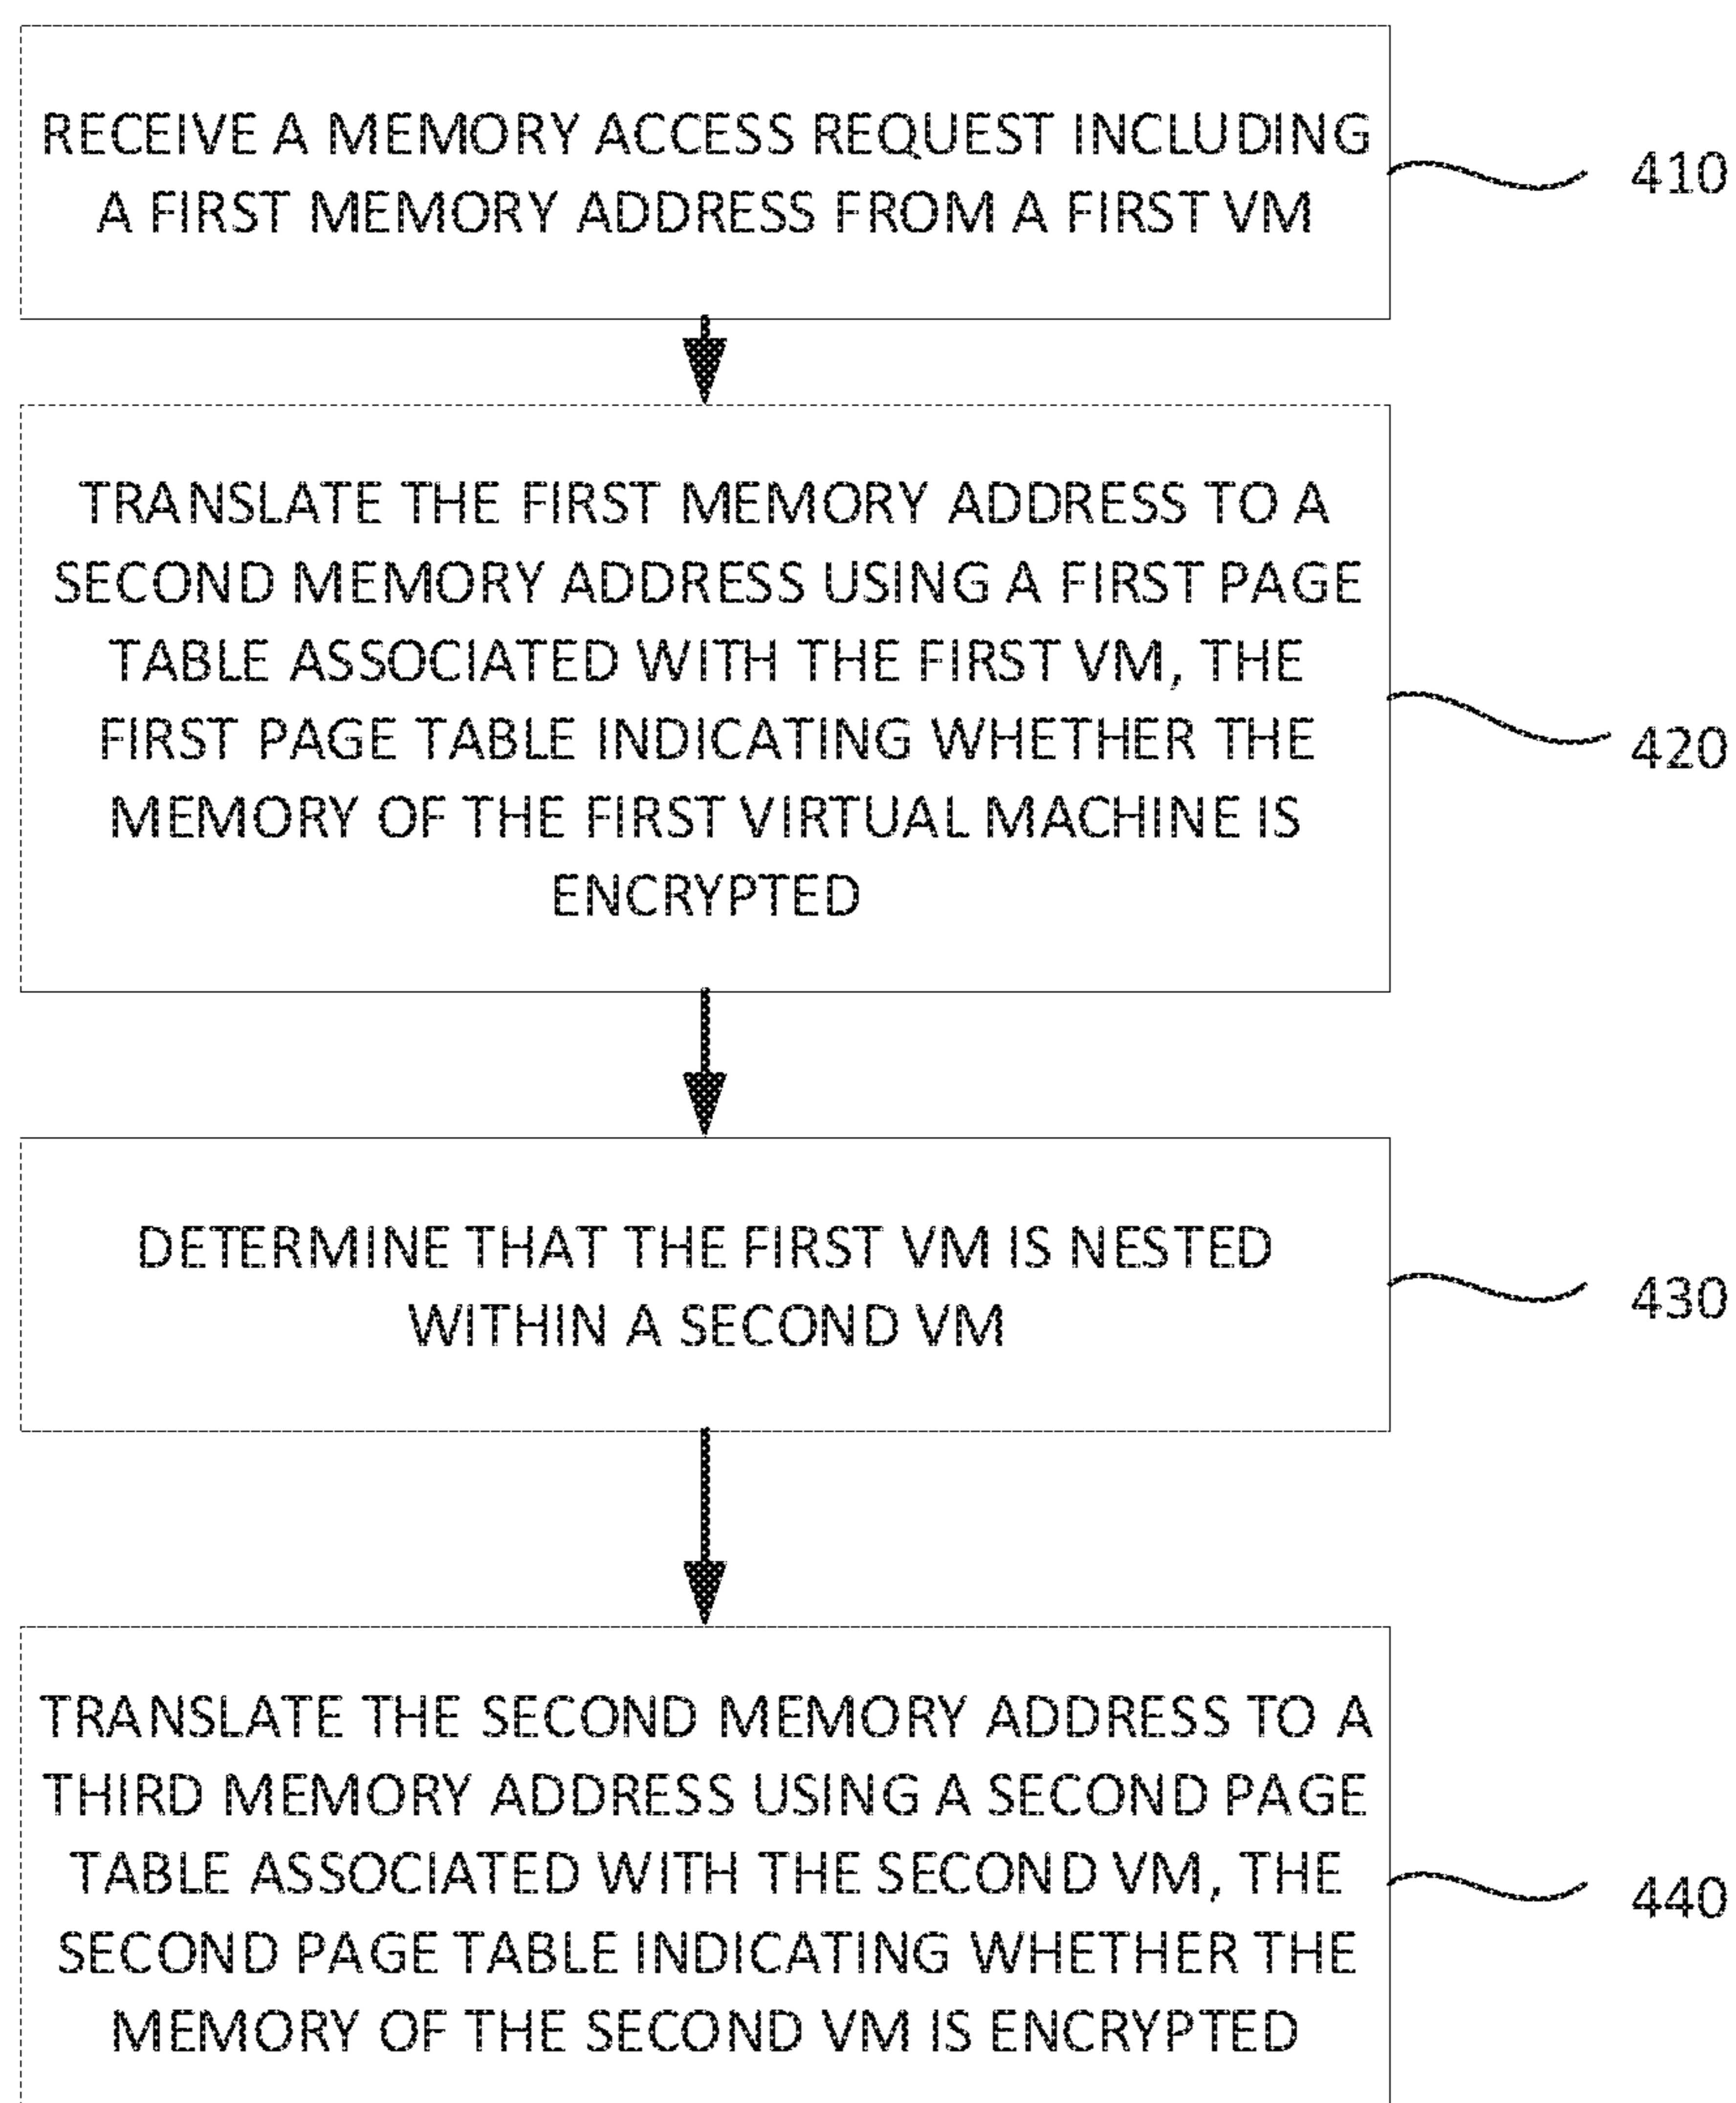 RECEIVE A MEMORY ACCESS REQUEST INCLUDING
A FIRST MEMORY ADDRESS FROM A FIRST VM
410
TRANSLATE THE FIRST MEMORY ADDRESS TO A
SECOND MEMORY ADDRESS USING A FIRST PAGE
TABLE ASSOCIATED WITH THE FIRST VM, THE
FIRST PAGE TABLE INDICATING WHETHER THE
MEMORY OF THE FIRST VIRTUAL MACHINE IS
ENCRYPTED
420
DETERMINE THAT THE FIRST VM IS NESTED
WITHIN A SECOND VM
430
TRANSLATE THE SECOND MEMORY ADDRESS TO A
THIRD MEMORY ADDRESS USING A SECOND PAGE
TABLE ASSOCIATED WITH THE SECOND VM, THE
SECOND PAGE TABLE INDICATING WHETHER THE
MEMORY OF THE SECOND VM IS ENCRYPTED
440